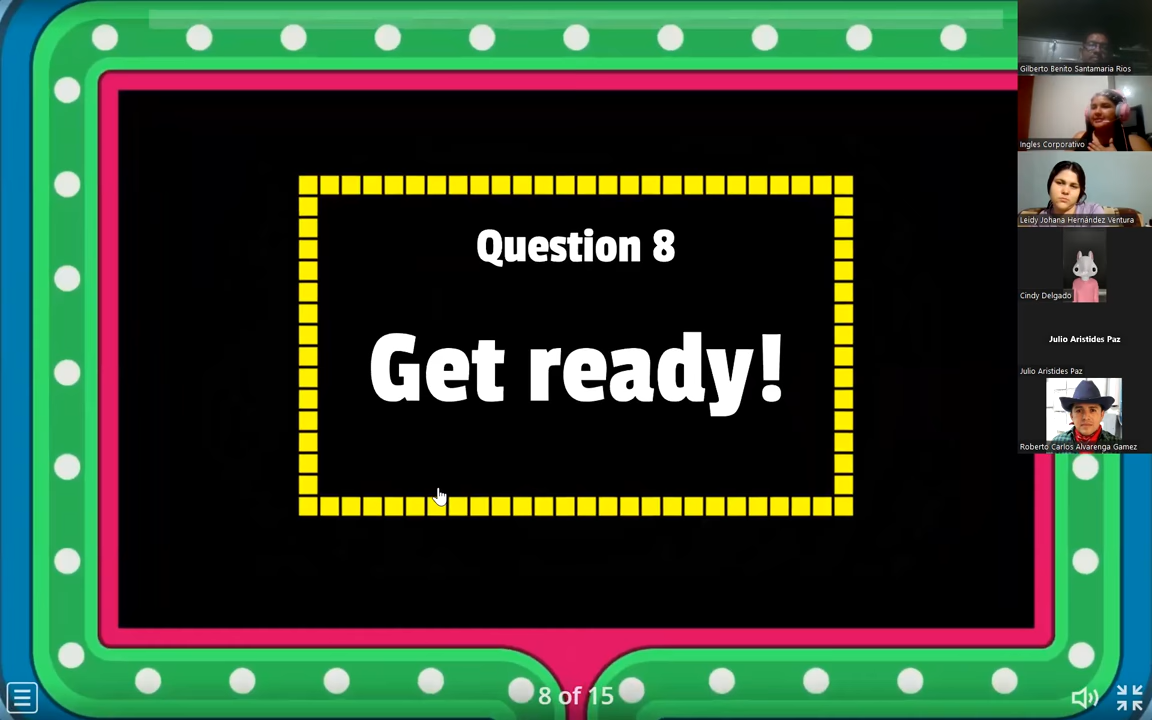 Question 8
Get ready!
8 of 15
Gilberto Benito Santamaria Rios
Ingles Corporativo
Leidy Johana Hernández Ventura
Cindy Delgado
Julio Aristides Paz
Julio Aristides Paz
Roberto Carlos Alvarenga Gamez